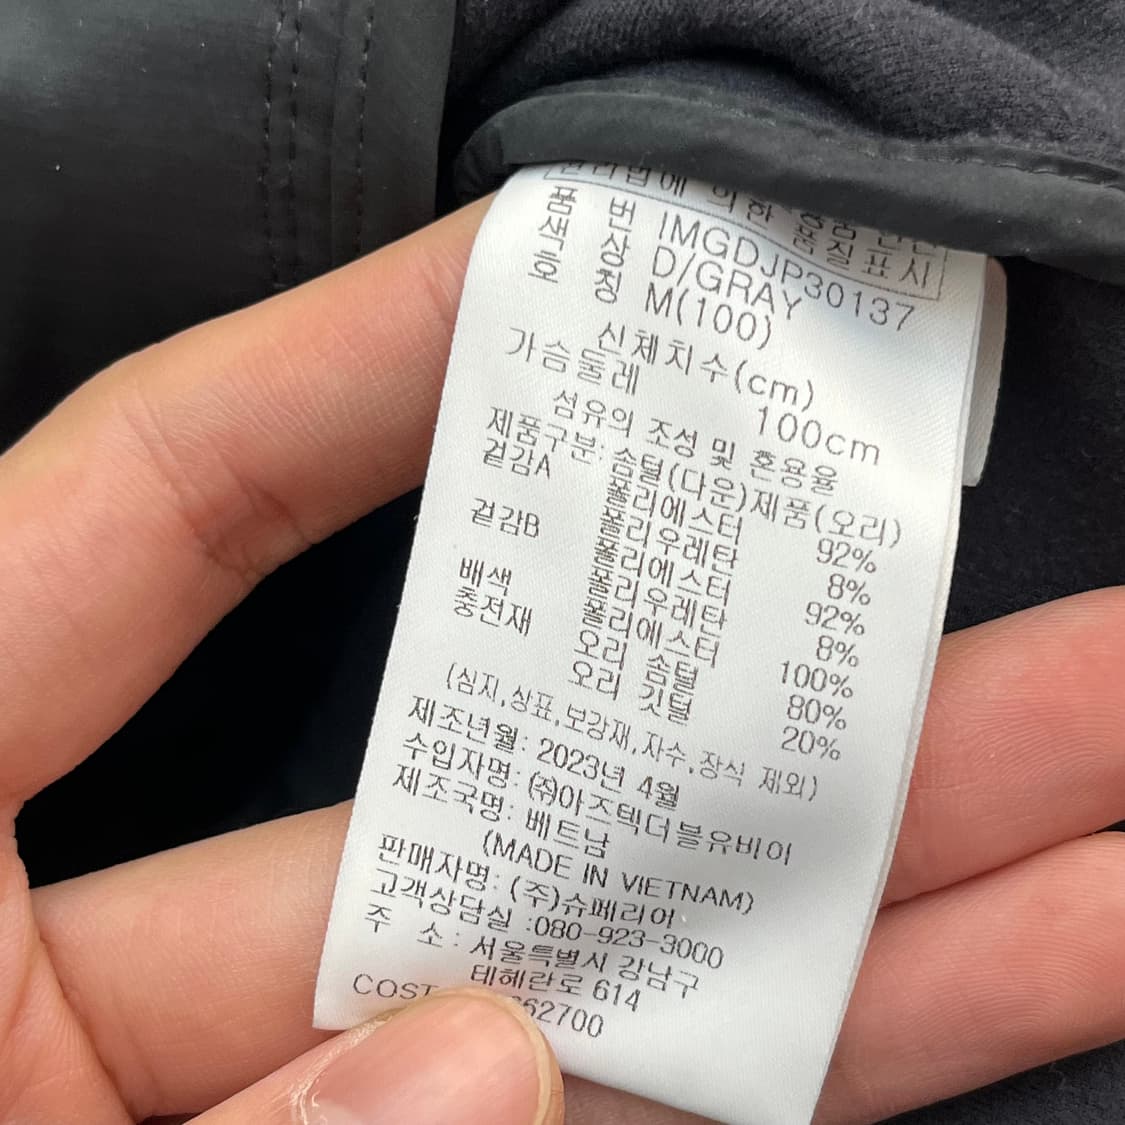 의한 품질표시
품 번 IMGDJP30137
색 상 D/GRAY
호 칭 M(100)
신체치수(cm)
가슴둘레 100cm
섬유의 조성 및 혼용율
제품구분: 솜털(다운)제품(오리)
겉감A 폴리에스터 92%
폴리우레탄 8%
겉감B 폴리에스터 92%
폴리우레탄 8%
배색 폴리에스터 100%
충전재 오리 솜털 80%
오리 깃털 20%
(심지,상표,보강재,자수,장식 제외)
제조년월: 2023년 4월
수입자명: ㈜아즈텍더블유비이
제조국명: 베트남
(MADE IN VIETNAM)
판매자명: (주)슈페리어
고객상담실 :080-923-3000
주 소: 서울특별시 강남구
테헤란로 614
COST 62700